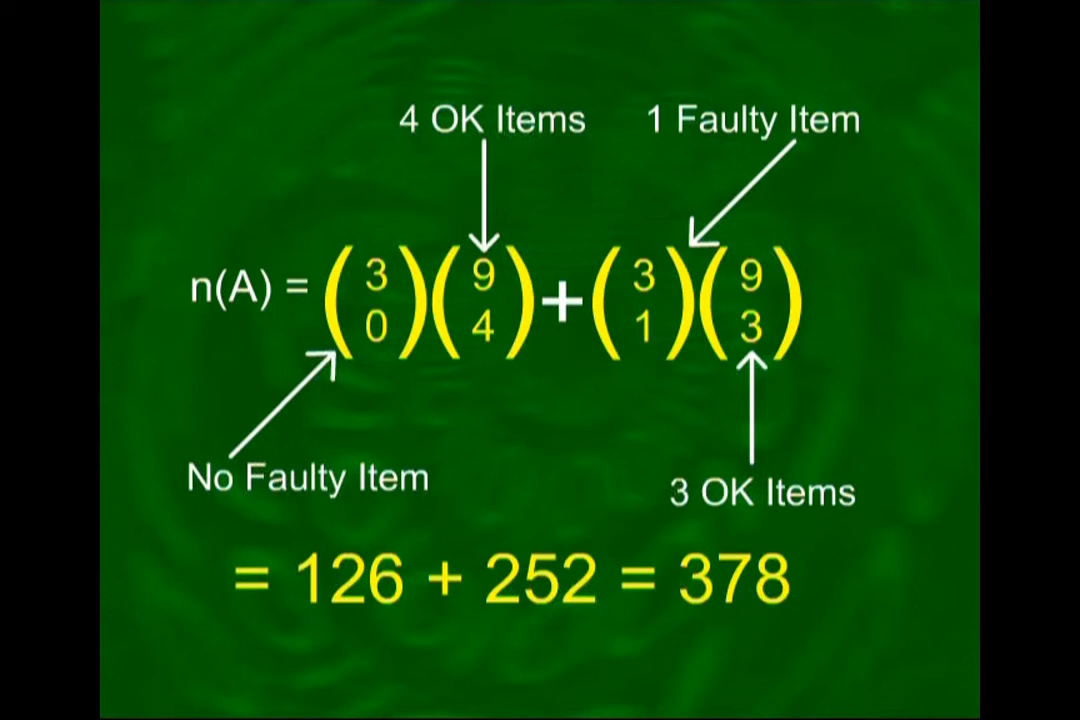 4 OK Items
1 Faulty Item
n(A) = (3 0)(9 4) + (3 1)(9 3)
No Faulty Item
3 OK Items
= 126 + 252 = 378